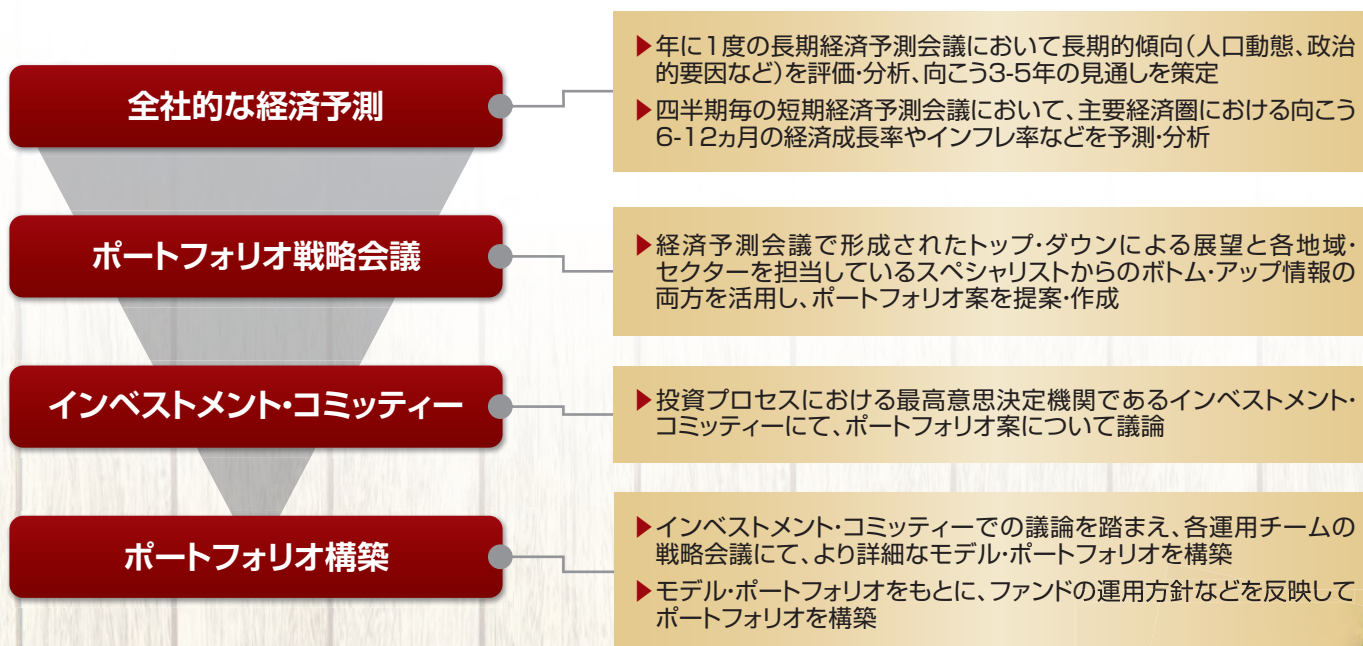 全社的な経済予測
▶年に1度の長期経済予測会議において長期的傾向(人口動態、政治
的要因など)を評価・分析、向こう3-5年の見通しを策定
▶四半期毎の短期経済予測会議において、主要経済圏における向こう
6-12ヵ月の経済成長率やインフレ率などを予測・分析
ポートフォリオ戦略会議
▶経済予測会議で形成されたトップ・ダウンによる展望と各地域・
セクターを担当しているスペシャリストからのボトム・アップ情報の
両方を活用し、ポートフォリオ案を提案・作成
インベストメント・コミッティー
▶投資プロセスにおける最高意思決定機関であるインベストメント・
コミッティーにて、ポートフォリオ案について議論
ポートフォリオ構築
▶インベストメント・コミッティーでの議論を踏まえ、各運用チームの
戦略会議にて、より詳細なモデル・ポートフォリオを構築
▶モデル・ポートフォリオをもとに、ファンドの運用方針などを反映して
ポートフォリオを構築